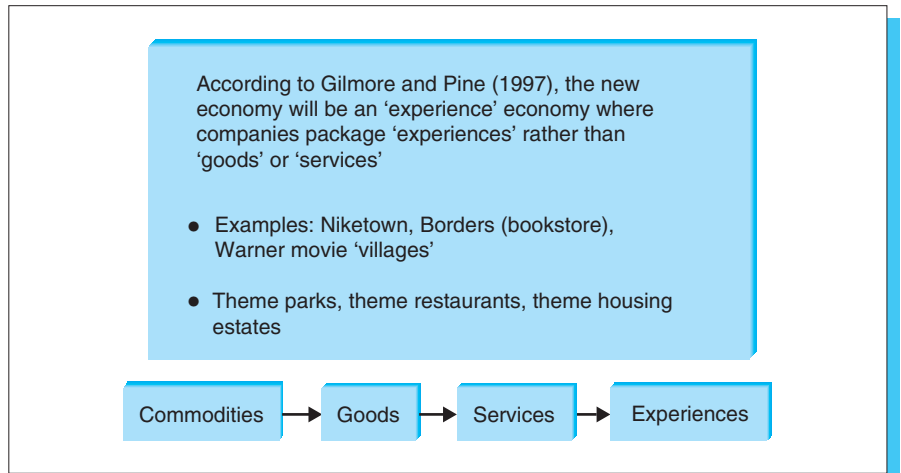 According to Gilmore and Pine (1997), the new
economy will be an ‘experience’ economy where
companies package ‘experiences’ rather than
‘goods’ or ‘services’
● Examples: Niketown, Borders (bookstore),
Warner movie ‘villages’
● Theme parks, theme restaurants, theme housing
estates
Commodities Goods Services Experiences